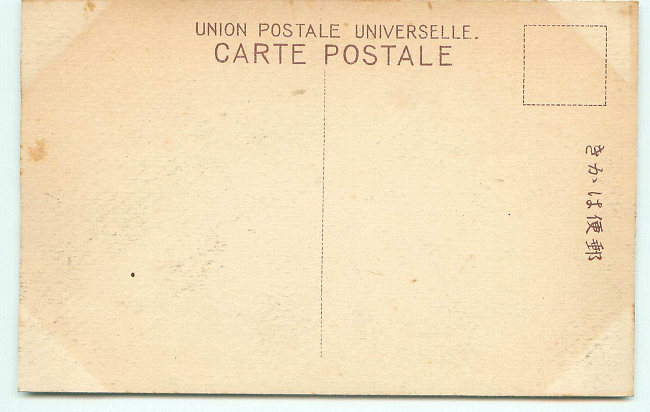 UNION POSTALE UNIVERSELLE.
CARTE POSTALE
郵便はかき